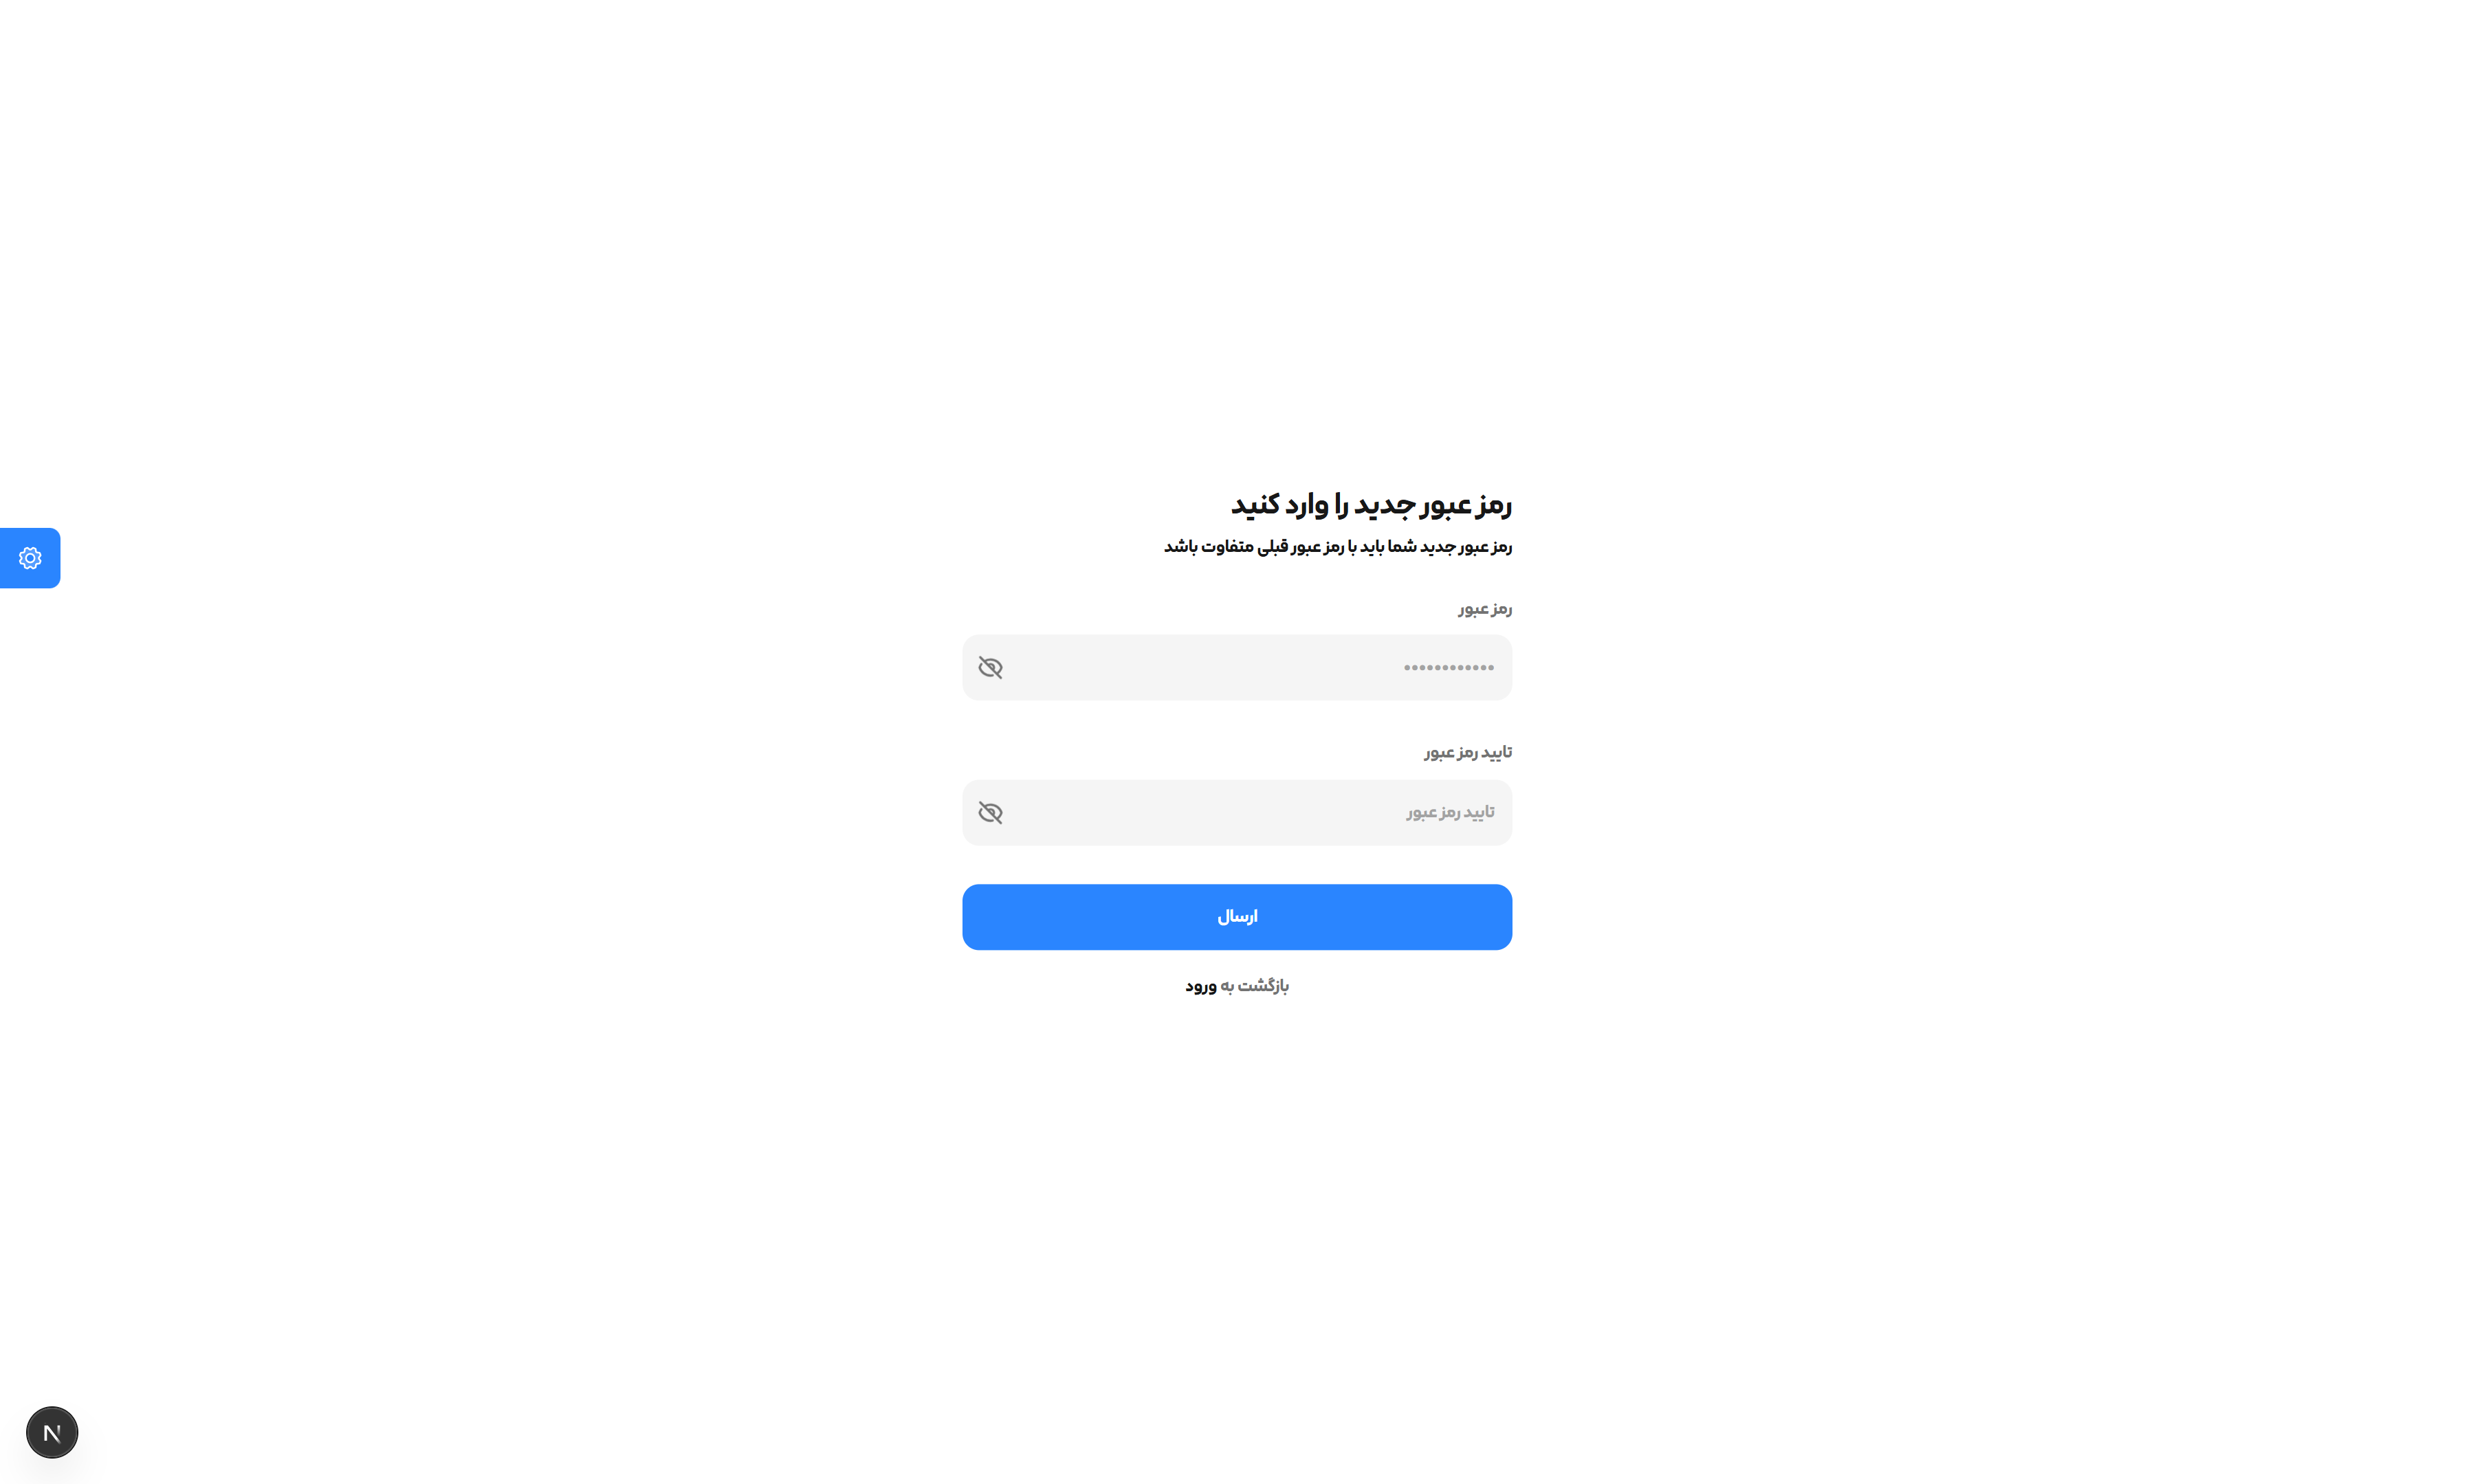 رمز عبور جدید را وارد کنید
رمز عبور جدید شما باید با رمز عبور قبلی متفاوت باشد
رمز عبور
••••••••••••
تایید رمز عبور
تایید رمز عبور
ارسال
بازگشت به ورود
N